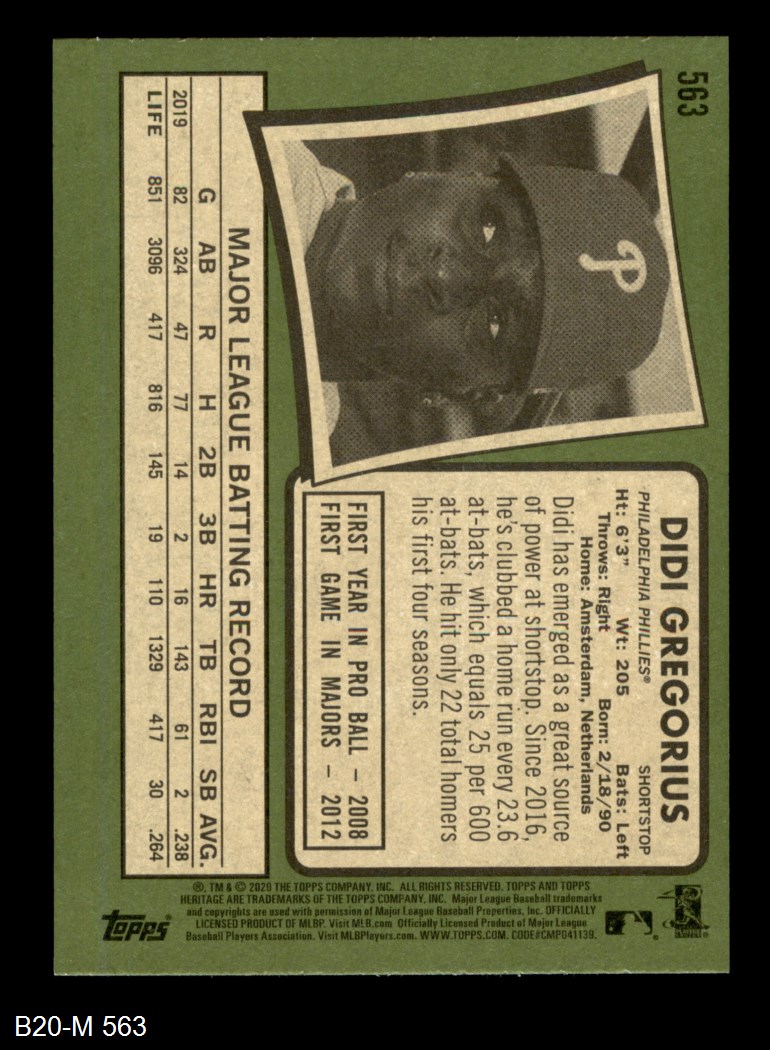 563
P
DIDI GREGORIUS
PHILADELPHIA PHILLIES® SHORTSTOP
Ht: 6'3" Wt: 205 Bats: Left
Throws: Right Born: 2/18/90
Home: Amsterdam, Netherlands
Didi has emerged as a great source
of power at shortstop. Since 2016,
he's clubbed a home run every 23.6
at-bats, which equals 25 per 600
at-bats. He hit only 22 total homers
his first four seasons.
FIRST YEAR IN PRO BALL – 2008
FIRST GAME IN MAJORS – 2012
MAJOR LEAGUE BATTING RECORD
G AB R H 2B 3B HR TB RBI SB AVG.
2019 82 324 47 77 14 2 16 143 61 2 .238
LIFE 851 3096 417 816 145 19 110 1329 417 30 .264
®, TM & © 2020 THE TOPPS COMPANY, INC. ALL RIGHTS RESERVED. TOPPS AND TOPPS
HERITAGE ARE TRADEMARKS OF THE TOPPS COMPANY, INC. Major League Baseball trademarks
and copyrights are used with permission of Major League Baseball Properties, Inc. OFFICIALLY
LICENSED PRODUCT OF MLBP. Visit MLB.com Officially Licensed Product of Major League
Baseball Players Association. Visit MLBPlayers.com. WWW.TOPPS.COM. CODE#CMP041139.
topps®
B20-M 563